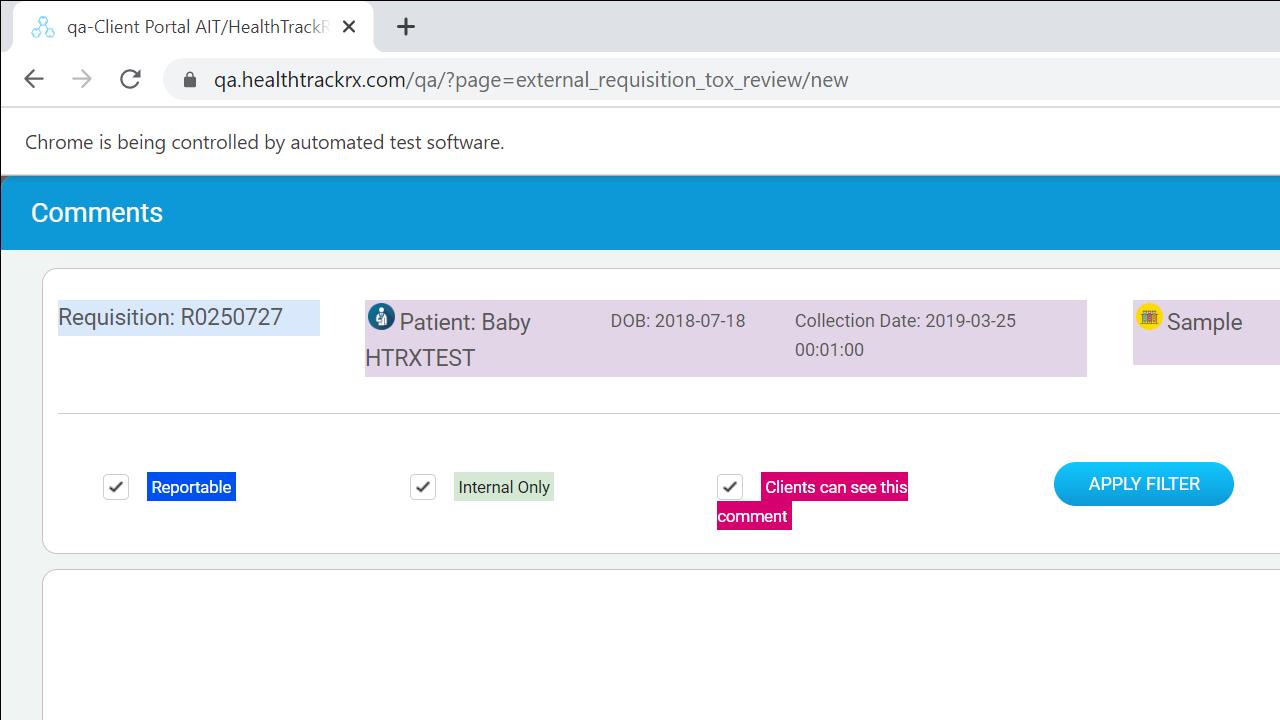 qa-Client Portal AIT/HealthTrackR
qa.healthtrackrx.com/qa/?page=external_requisition_tox_review/new
Chrome is being controlled by automated test software.
Comments
Requisition: R0250727
Patient: Baby
HTRXTEST
DOB: 2018-07-18
Collection Date: 2019-03-25
00:01:00
Sample
Reportable
Internal Only
Clients can see this
comment
APPLY FILTER